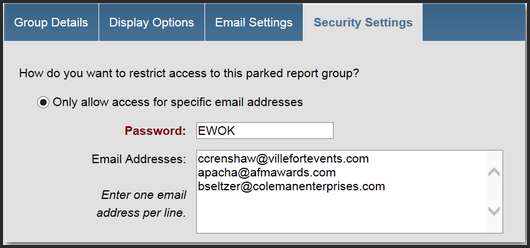 Group Details Display Options Email Settings Security Settings
How do you want to restrict access to this parked report group?
Only allow access for specific email addresses
Password: EWOK
Email Addresses: ccrenshaw@villefortevents.com
apacha@afmawards.com
bseltzer@colemanenterprises.com
Enter one email
address per line.